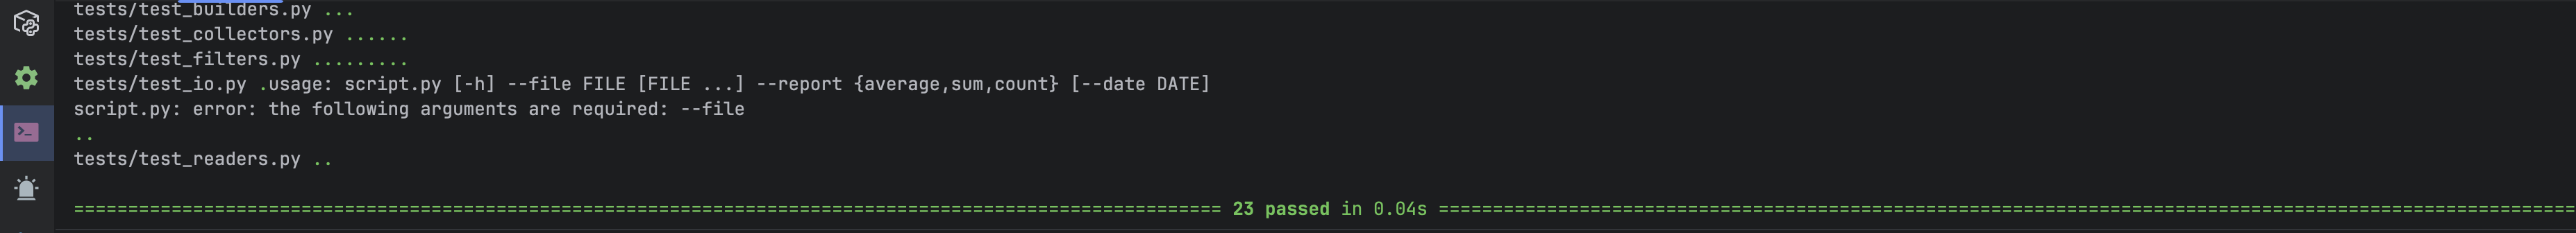 tests/test_builders.py ...
tests/test_collectors.py ......
tests/test_filters.py .........
tests/test_io.py .usage: script.py [-h] --file FILE [FILE ...] --report {average,sum,count} [--date DATE]
script.py: error: the following arguments are required: --file
..
tests/test_readers.py ..
========== 23 passed in 0.04s ==========